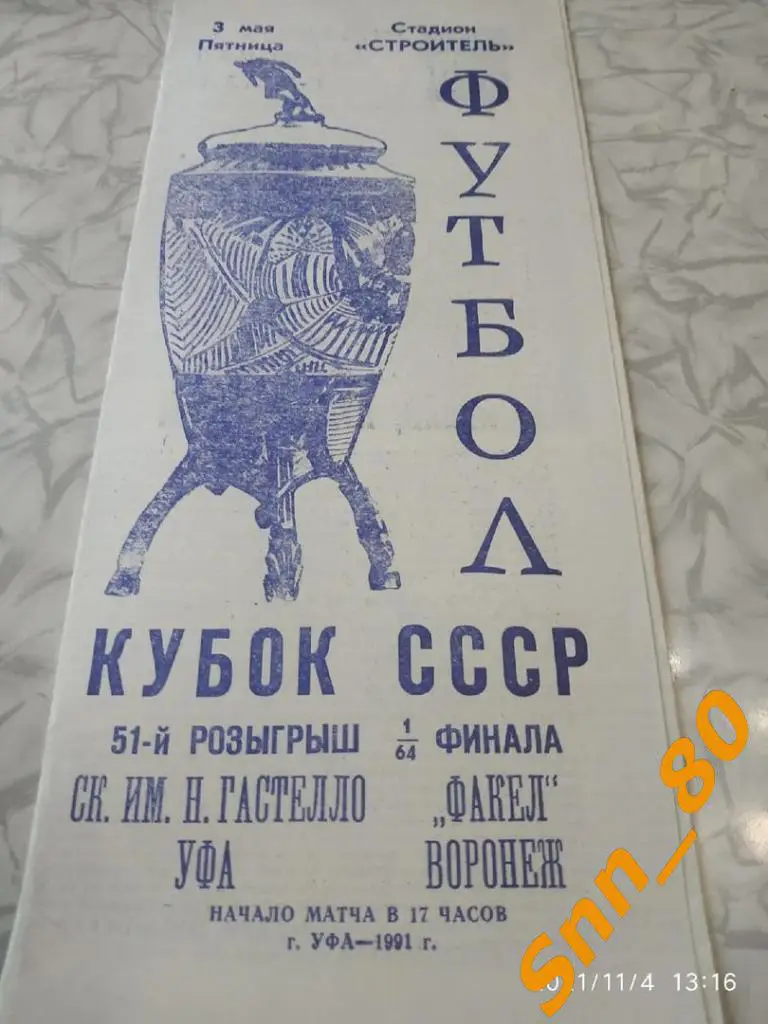 3 мая
Пятница
Стадион
«СТРОИТЕЛЬ»
ФУТБОЛ
КУБОК СССР
51-й РОЗЫГРЫШ 1/64 ФИНАЛА
СК. ИМ. Н. ГАСТЕЛЛО
УФА
„ФАКЕЛ“
ВОРОНЕЖ
НАЧАЛО МАТЧА В 17 ЧАСОВ
г. УФА—1991 г.
Snn_80
13:16